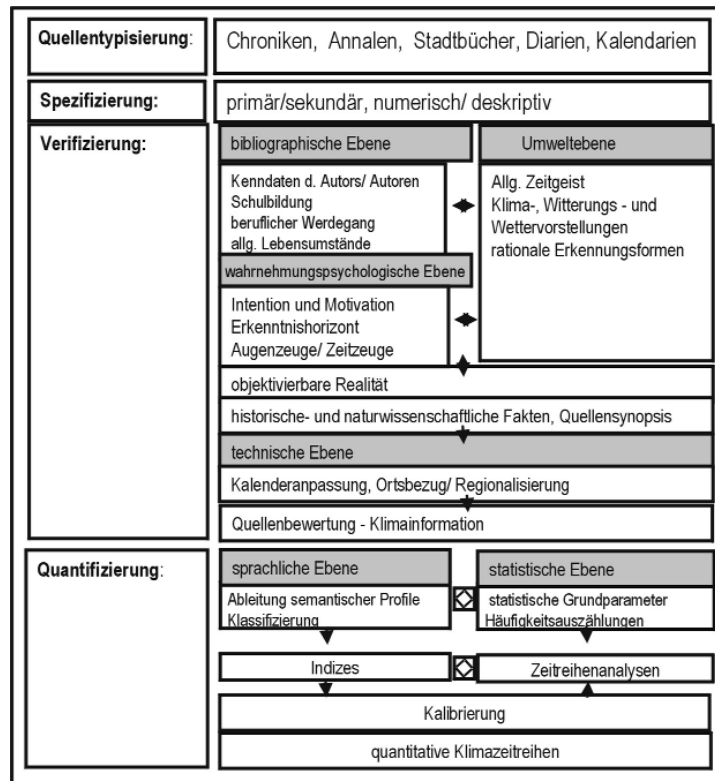 Quellentypisierung:
Chroniken, Annalen, Stadtbücher, Diarien, Kalendarien
Spezifizierung:
primär/sekundär, numerisch/ deskriptiv
Verifizierung:
bibliographische Ebene
Kenndaten d. Autors/ Autoren
Schulbildung
beruflicher Werdegang
allg. Lebensumstände
Umweltebene
Allg. Zeitgeist
Klima-, Witterungs - und
Wettervorstellungen
rationale Erkennungsformen
wahrnehmungspsychologische Ebene
Intention und Motivation
Erkenntnishorizont
Augenzeuge/ Zeitzeuge
objektivierbare Realität
historische- und naturwissenschaftliche Fakten, Quellensynopsis
technische Ebene
Kalenderanpassung, Ortsbezug/ Regionalisierung
Quellenbewertung - Klimainformation
Quantifizierung:
sprachliche Ebene
Ableitung semantischer Profile
Klassifizierung
statistische Ebene
statistische Grundparameter
Häufigkeitsauszählungen
Indizes
Zeitreihenanalysen
Kalibrierung
quantitative Klimazeitreihen